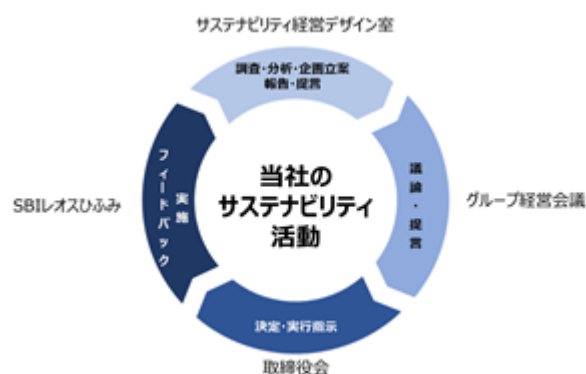 サステナビリティ経営デザイン室
調査・分析・企画立案
報告・提言
グループ経営会議
議論・提言
取締役会
決定・実行指示
SBIレオスひふみ
実施
フィードバック
当社の
サステナビリティ
活動